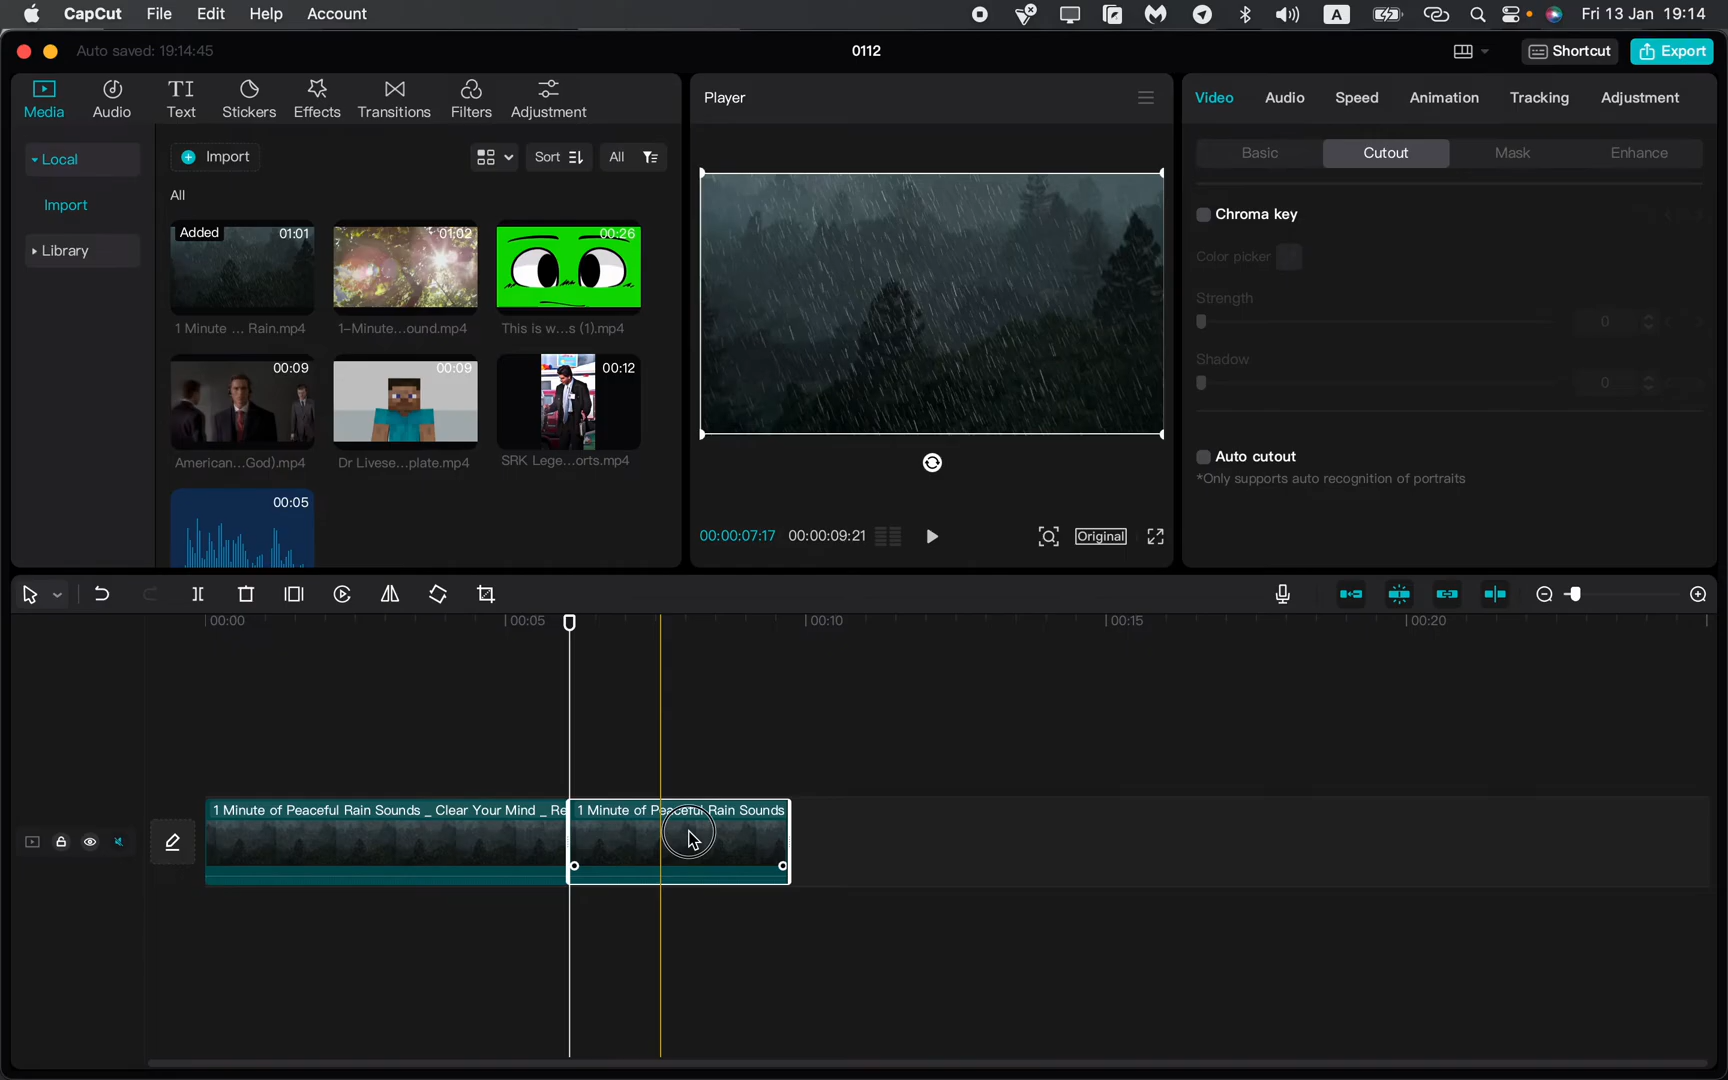 CapCut File Edit Help Account
A
Fri 13 Jan 19:14
Auto saved: 19:14:45
0112
Shortcut
Export
Media Audio Text Stickers Effects Transitions Filters Adjustment
Local
Import
Library
Import
Sort
All
All
Added
01:01
01:02
00:26
1 Minute ... Rain.mp4
1-Minute...ound.mp4
This is w...s (1).mp4
00:09
00:09
00:12
American...God).mp4
Dr Livese...plate.mp4
SRK Lege...orts.mp4
00:05
Player
00:00:07:17 00:00:09:21
Original
Video Audio Speed Animation Tracking Adjustment
Basic Cutout Mask Enhance
Chroma key
Color picker
Strength
0
Shadow
0
Auto cutout
*Only supports auto recognition of portraits
00:00 00:05 00:10 00:15 00:20
1 Minute of Peaceful Rain Sounds _ Clear Your Mind _ Re
1 Minute of Peaceful Rain Sounds